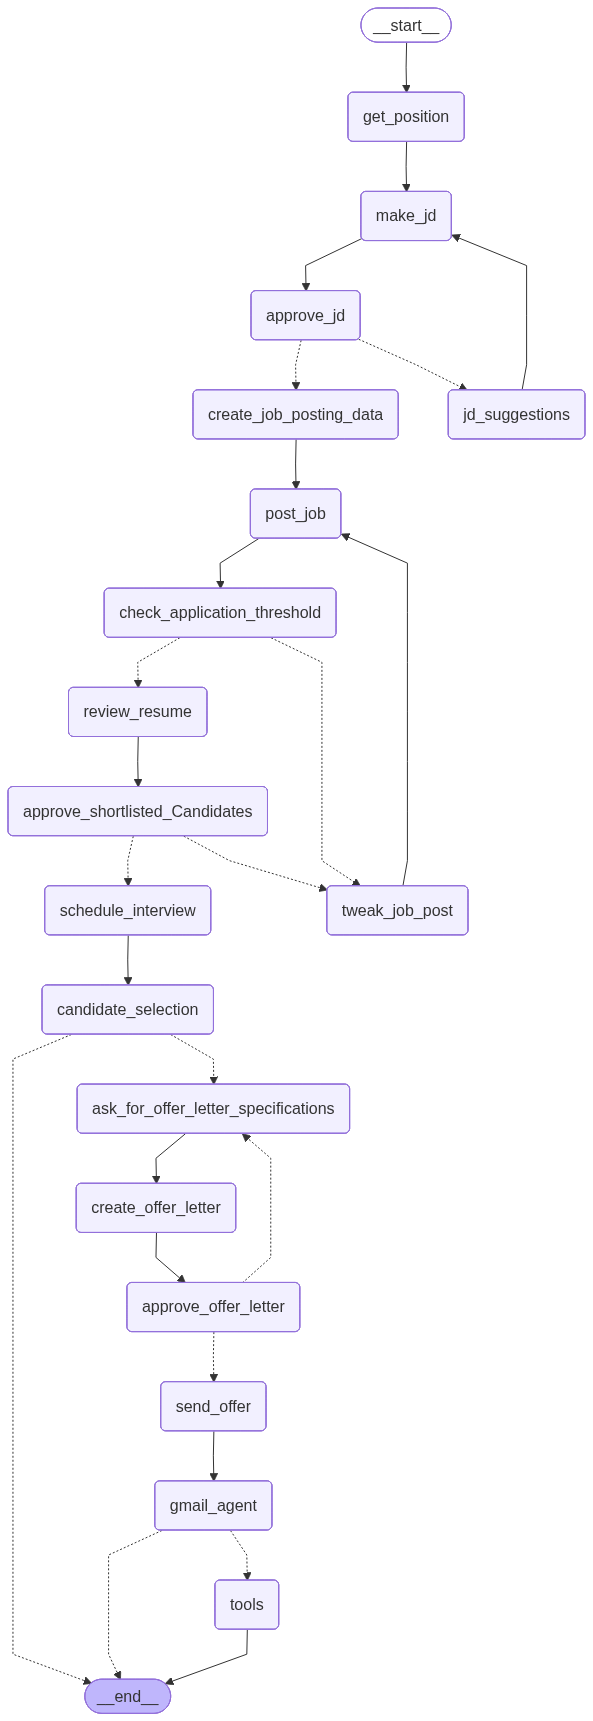 __start__
get_position
make_jd
approve_jd
create_job_posting_data
jd_suggestions
post_job
check_application_threshold
review_resume
approve_shortlisted_Candidates
schedule_interview
tweak_job_post
candidate_selection
ask_for_offer_letter_specifications
create_offer_letter
approve_offer_letter
send_offer
gmail_agent
tools
__end__